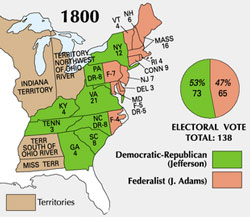 1800
VT
4
NH
6
MASS
16
NY
12
RI 4
CONN 9
NJ 7
DEL 3
MD
F-5
DR-5
PA
DR-8
F-7
VA
21
KY
4
TENN
3
NC
DR-8
F-4
SC
8
GA
4
INDIANA
TERRITORY
TERRITORY
NORTHWEST
OF OHIO
RIVER
TERR
SOUTH OF
OHIO RIVER
MISS TERR
53%
73
47%
65
ELECTORAL VOTE
TOTAL: 138
Democratic-Republican
(Jefferson)
Federalist (J. Adams)
Territories